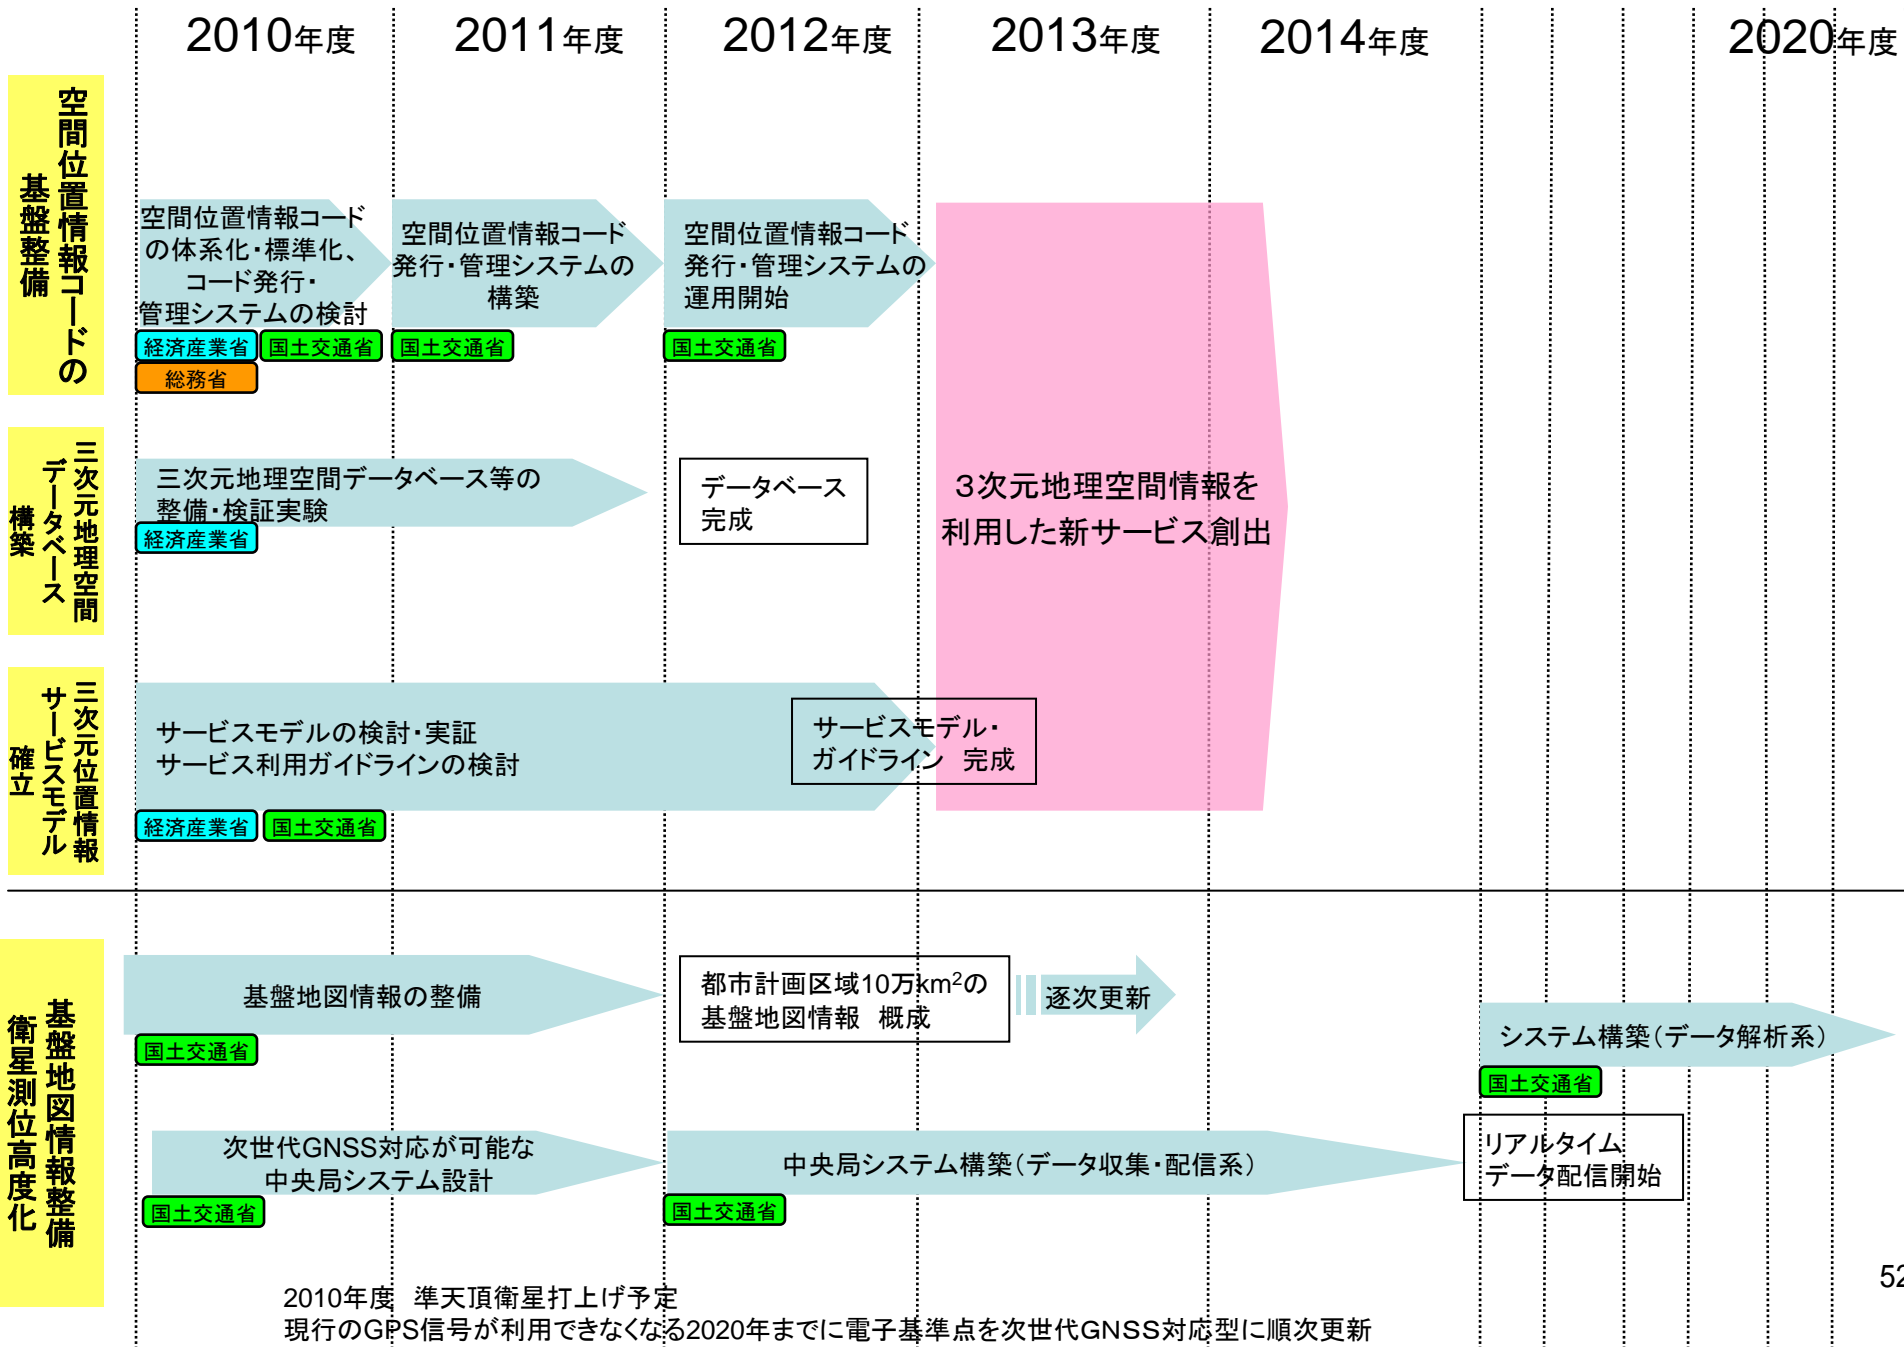 2010年度
2011年度
2012年度
2013年度
2014年度
2020年度
空間位置情報コードの
基盤整備
空間位置情報コード
の体系化・標準化、
コード発行・
管理システムの検討
経済産業省
国土交通省
総務省
空間位置情報コード
発行・管理システムの
構築
国土交通省
空間位置情報コード
発行・管理システムの
運用開始
国土交通省
三次元地理空間
データベース
構築
三次元地理空間データベース等の
整備・検証実験
経済産業省
データベース
完成
3次元地理空間情報を
利用した新サービス創出
三次元位置情報
サービスモデル
確立
サービスモデルの検討・実証
サービス利用ガイドラインの検討
経済産業省
国土交通省
サービスモデル・
ガイドライン 完成
基盤地図情報整備
衛星測位高度化
基盤地図情報の整備
国土交通省
都市計画区域10万km²の
基盤地図情報 概成
逐次更新
システム構築（データ解析系）
国土交通省
次世代GNSS対応が可能な
中央局システム設計
国土交通省
中央局システム構築（データ収集・配信系）
国土交通省
リアルタイム
データ配信開始
2010年度 準天頂衛星打上げ予定
現行のGPS信号が利用できなくなる2020年までに電子基準点を次世代GNSS対応型に順次更新
52